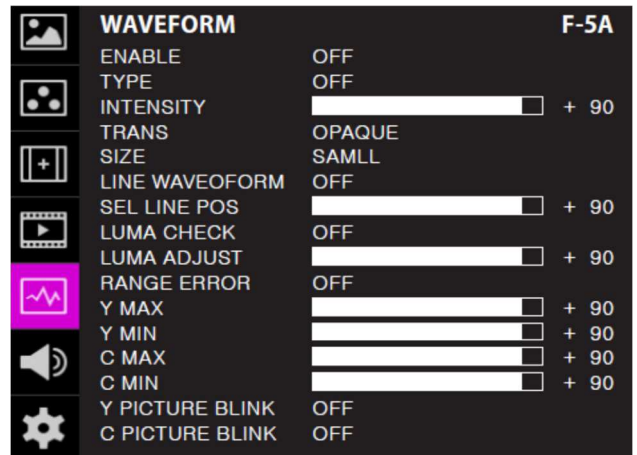 WAVEFORM F-5A
ENABLE OFF
TYPE OFF
INTENSITY + 90
TRANS OPAQUE
SIZE SAMLL
LINE WAVEOFORM OFF
SEL LINE POS + 90
LUMA CHECK OFF
LUMA ADJUST + 90
RANGE ERROR OFF
Y MAX + 90
Y MIN + 90
C MAX + 90
C MIN + 90
Y PICTURE BLINK OFF
C PICTURE BLINK OFF